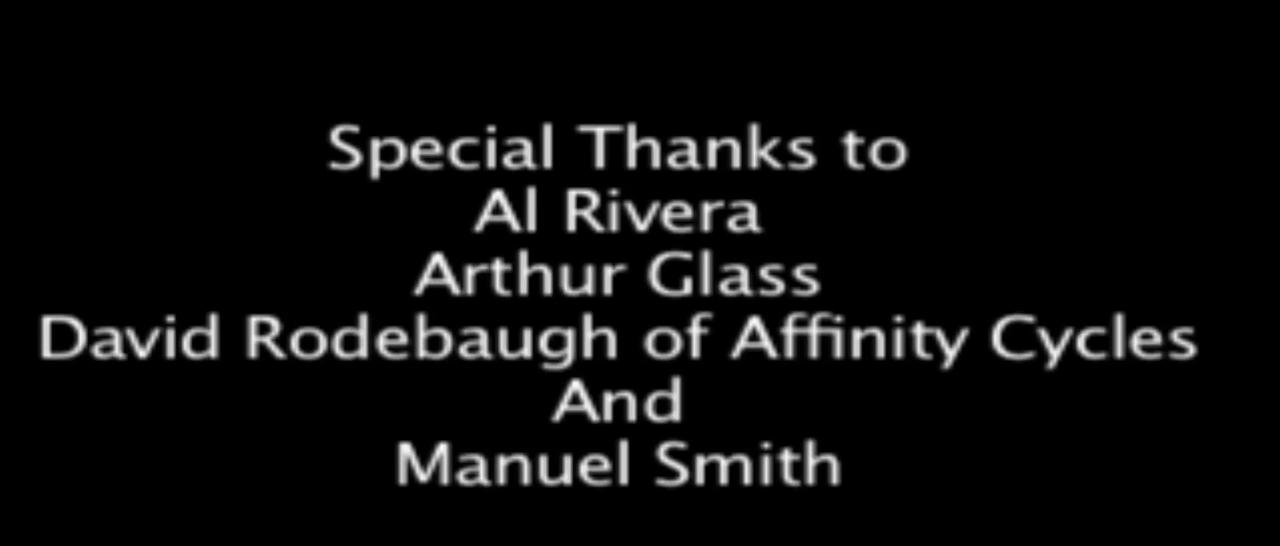 Special Thanks to
Al Rivera
Arthur Glass
David Rodebaugh of Affinity Cycles
And
Manuel Smith